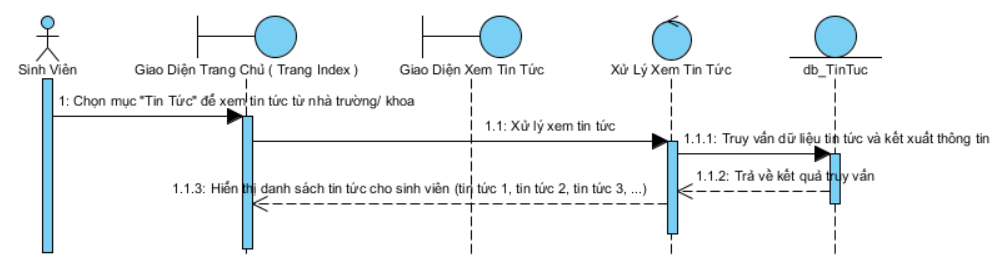 Sinh Viên
Giao Diện Trang Chủ ( Trang Index )
Giao Diện Xem Tin Tức
Xử Lý Xem Tin Tức
db_TinTuc
1: Chọn mục "Tin Tức" để xem tin tức từ nhà trường/ khoa
1.1: Xử lý xem tin tức
1.1.1: Truy vấn dữ liệu tin tức và kết xuất thông tin
1.1.2: Trả về kết quả truy vấn
1.1.3: Hiển thị danh sách tin tức cho sinh viên (tin tức 1, tin tức 2, tin tức 3, ...)